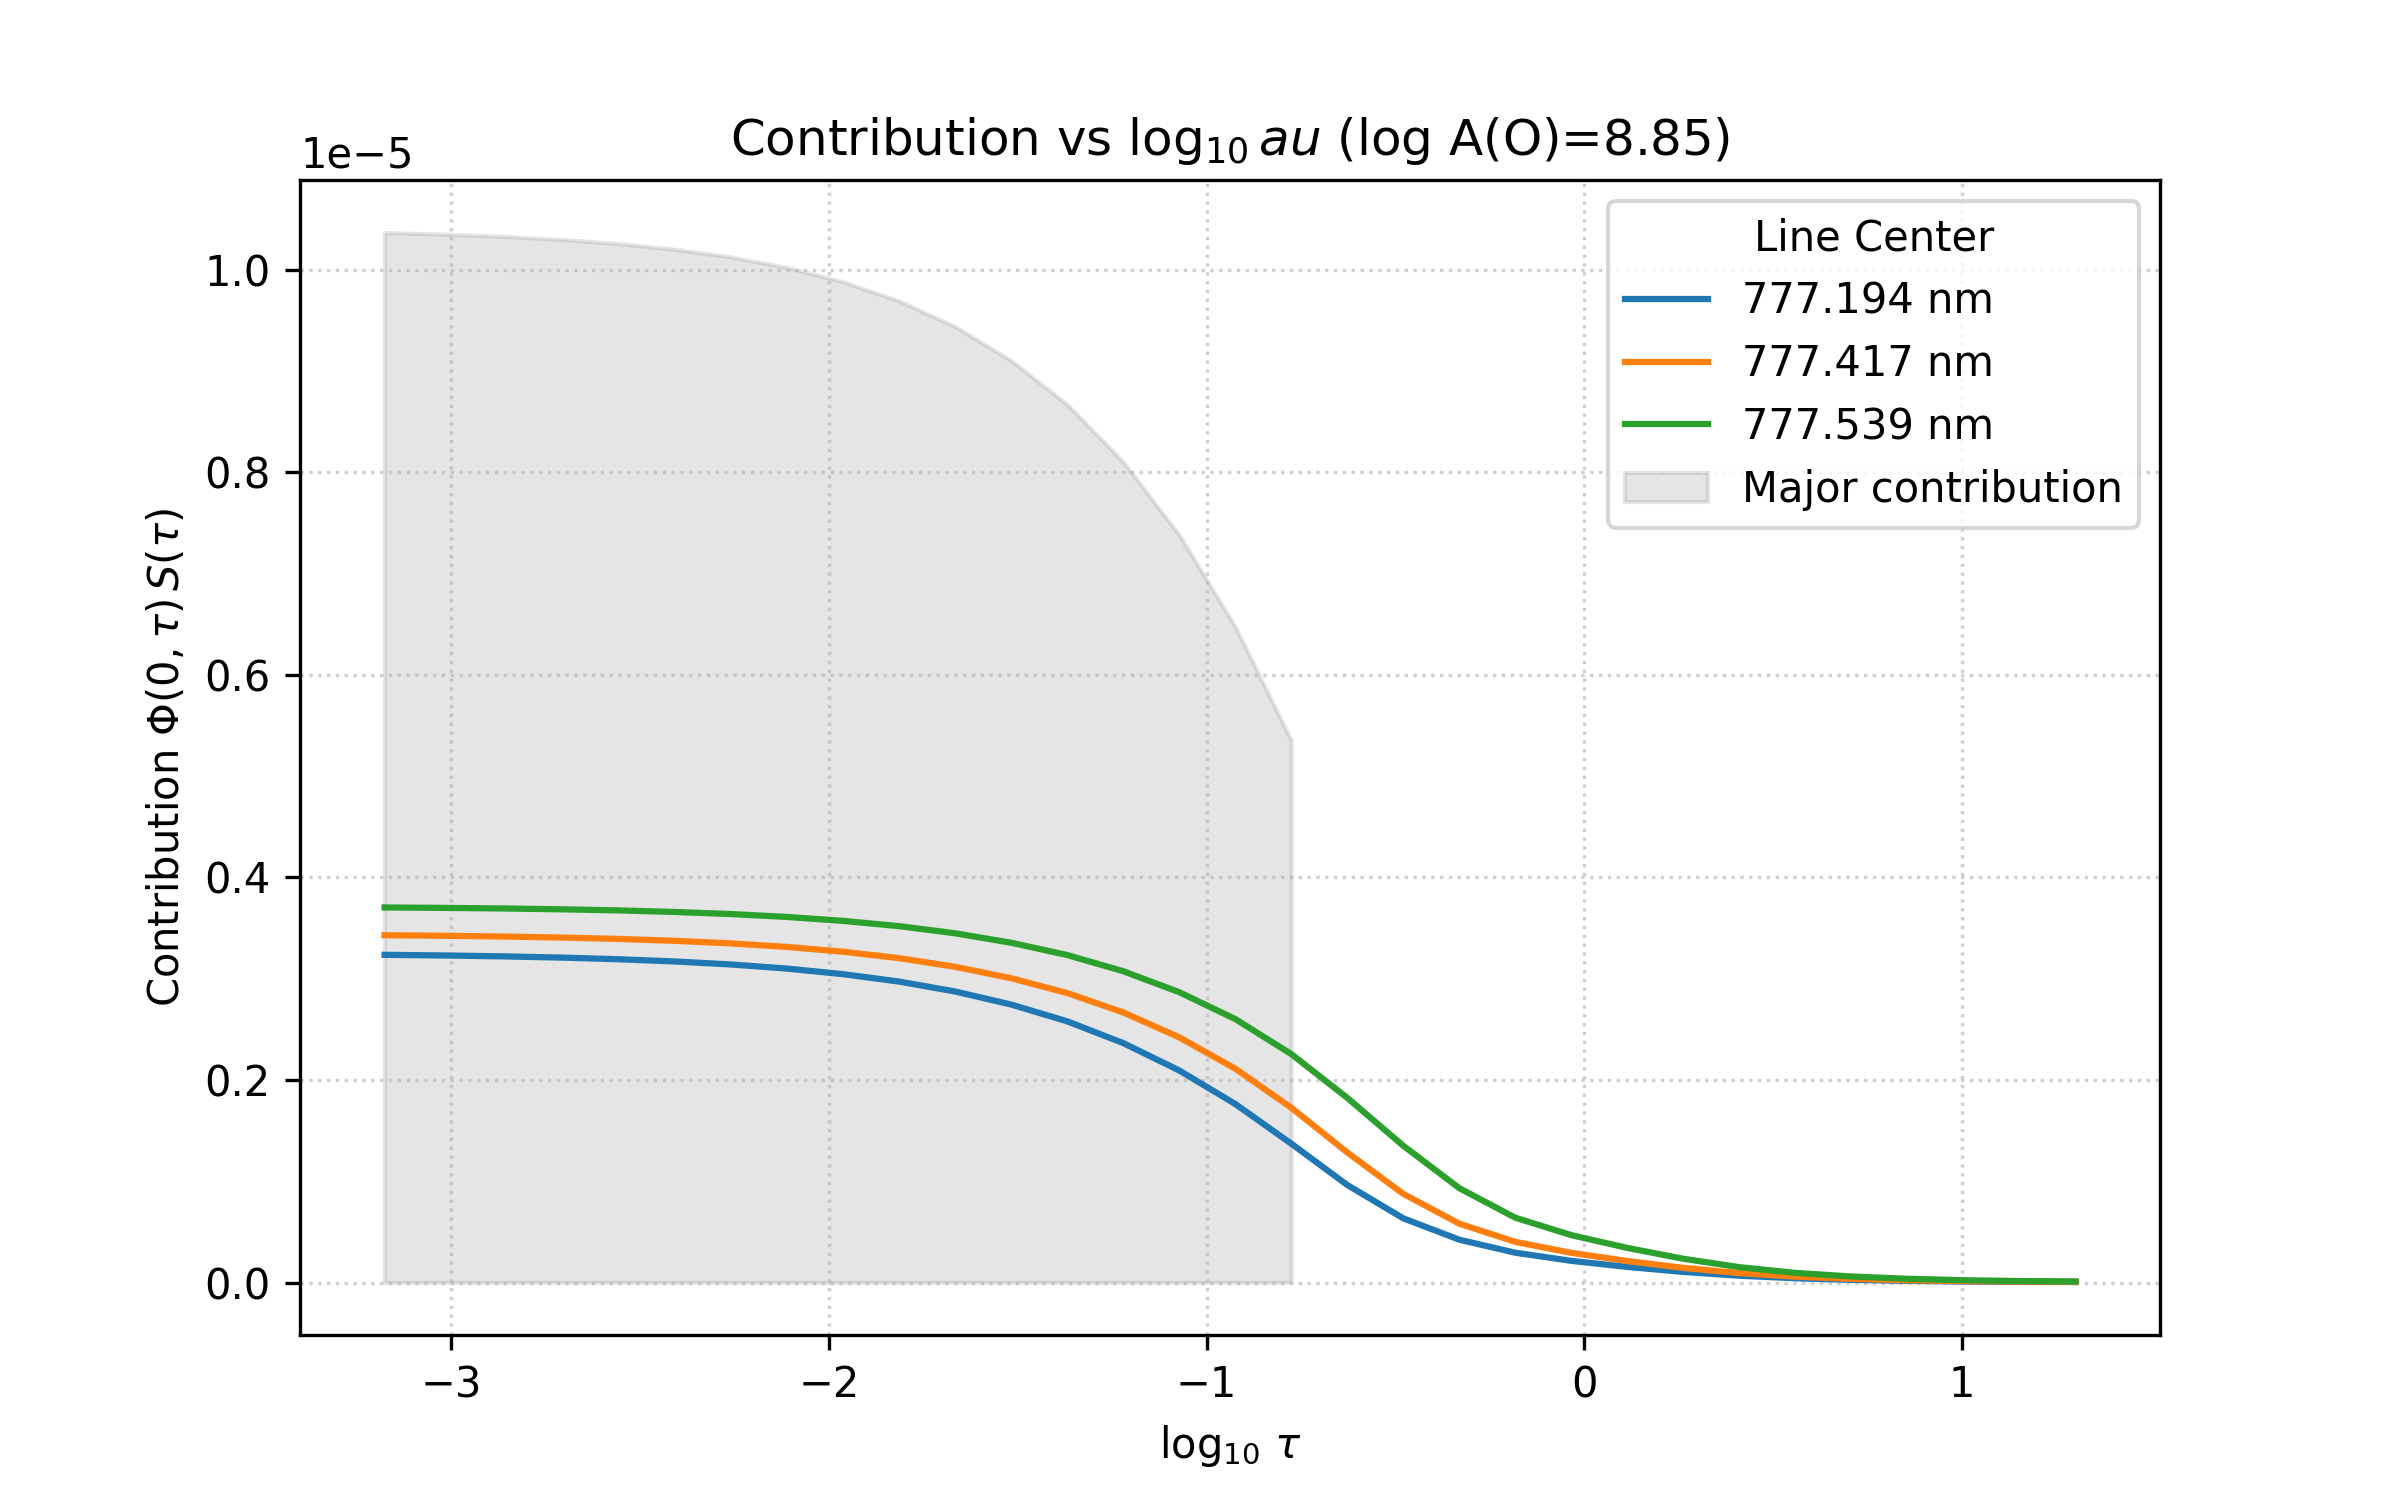 Contribution vs log₁₀ au (log A(O)=8.85)
1e−5
Line Center
777.194 nm
777.417 nm
777.539 nm
Major contribution
Contribution Φ(0, τ) S(τ)
1.0
0.8
0.6
0.4
0.2
0.0
−3 −2 −1 0 1
log₁₀ τ